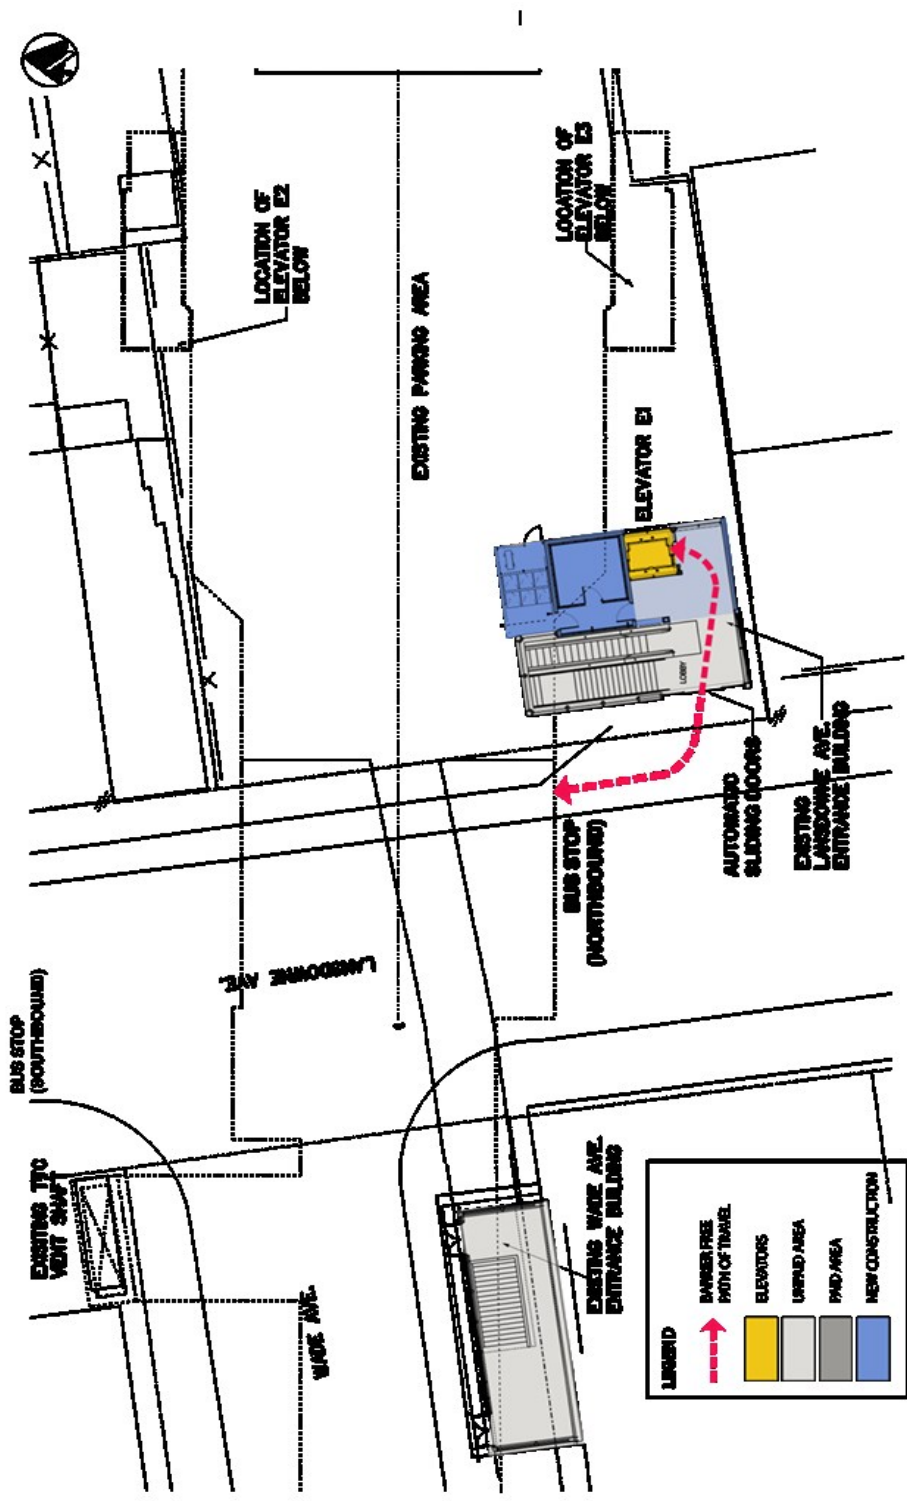 LOCATION OF
ELEVATOR E2
BELOW
LOCATION OF
ELEVATOR E3
BELOW
EXISTING PARKING AREA
ELEVATOR E1
LOBBY
AUTOMATIC
SLIDING DOORS
EXISTING
LANSDOWNE AVE.
ENTRANCE BUILDING
BUS STOP
(NORTHBOUND)
LANSDOWNE AVE.
BUS STOP
(SOUTHBOUND)
EXISTING TTC
VENT SHAFT
WADE AVE.
EXISTING WADE AVE.
ENTRANCE BUILDING
LEGEND
BARRIER FREE
PATH OF TRAVEL
ELEVATORS
UNPAID AREA
PAID AREA
NEW CONSTRUCTION